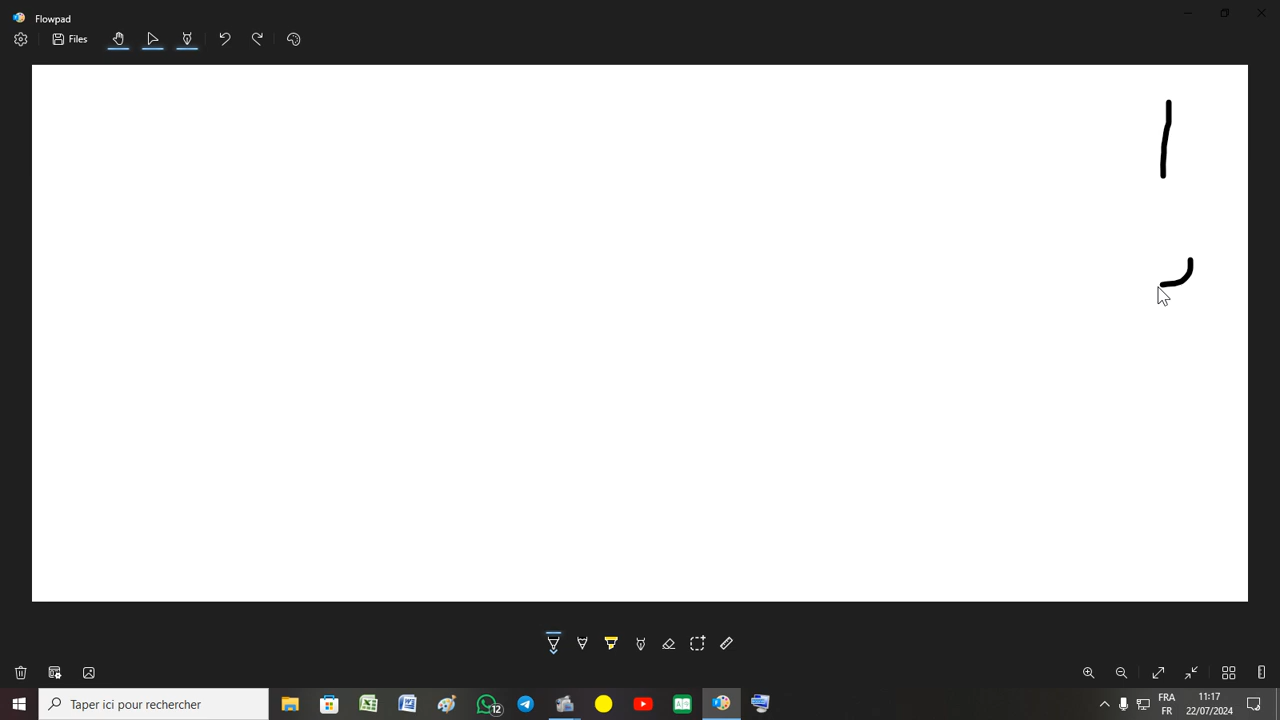 Flowpad
Files
ا
Taper ici pour rechercher
12
FRA
FR
11:17
22/07/2024